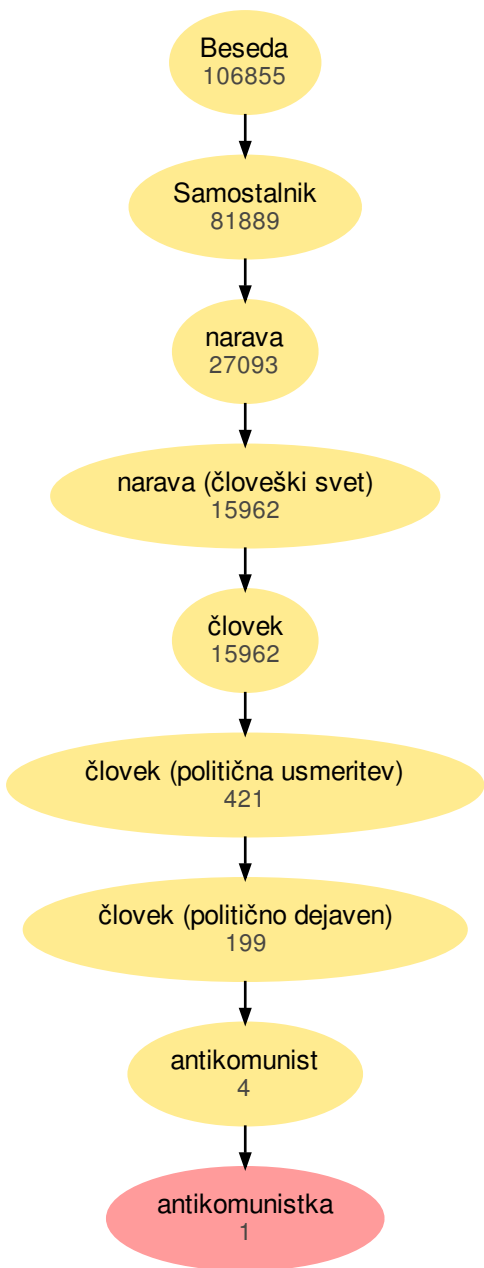 Beseda
106855
Samostalnik
81889
narava
27093
narava (človeški svet)
15962
človek
15962
človek (politična usmeritev)
421
človek (politično dejaven)
199
antikomunist
4
antikomunistka
1